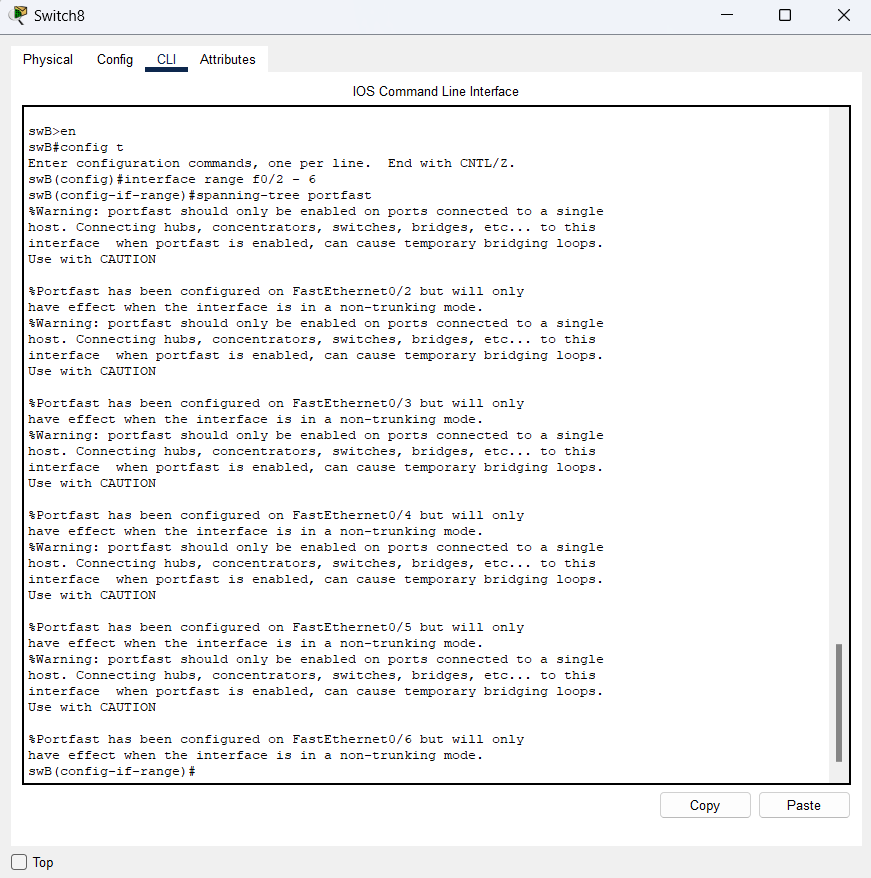 Switch8
Physical Config CLI Attributes
IOS Command Line Interface
swB>en
swB#config t
Enter configuration commands, one per line.  End with CNTL/Z.
swB(config)#interface range f0/2 - 6
swB(config-if-range)#spanning-tree portfast
%Warning: portfast should only be enabled on ports connected to a single
host. Connecting hubs, concentrators, switches, bridges, etc... to this
interface  when portfast is enabled, can cause temporary bridging loops.
Use with CAUTION
%Portfast has been configured on FastEthernet0/2 but will only
have effect when the interface is in a non-trunking mode.
%Warning: portfast should only be enabled on ports connected to a single
host. Connecting hubs, concentrators, switches, bridges, etc... to this
interface  when portfast is enabled, can cause temporary bridging loops.
Use with CAUTION
%Portfast has been configured on FastEthernet0/3 but will only
have effect when the interface is in a non-trunking mode.
%Warning: portfast should only be enabled on ports connected to a single
host. Connecting hubs, concentrators, switches, bridges, etc... to this
interface  when portfast is enabled, can cause temporary bridging loops.
Use with CAUTION
%Portfast has been configured on FastEthernet0/4 but will only
have effect when the interface is in a non-trunking mode.
%Warning: portfast should only be enabled on ports connected to a single
host. Connecting hubs, concentrators, switches, bridges, etc... to this
interface  when portfast is enabled, can cause temporary bridging loops.
Use with CAUTION
%Portfast has been configured on FastEthernet0/5 but will only
have effect when the interface is in a non-trunking mode.
%Warning: portfast should only be enabled on ports connected to a single
host. Connecting hubs, concentrators, switches, bridges, etc... to this
interface  when portfast is enabled, can cause temporary bridging loops.
Use with CAUTION
%Portfast has been configured on FastEthernet0/6 but will only
have effect when the interface is in a non-trunking mode.
swB(config-if-range)#
Copy Paste
Top